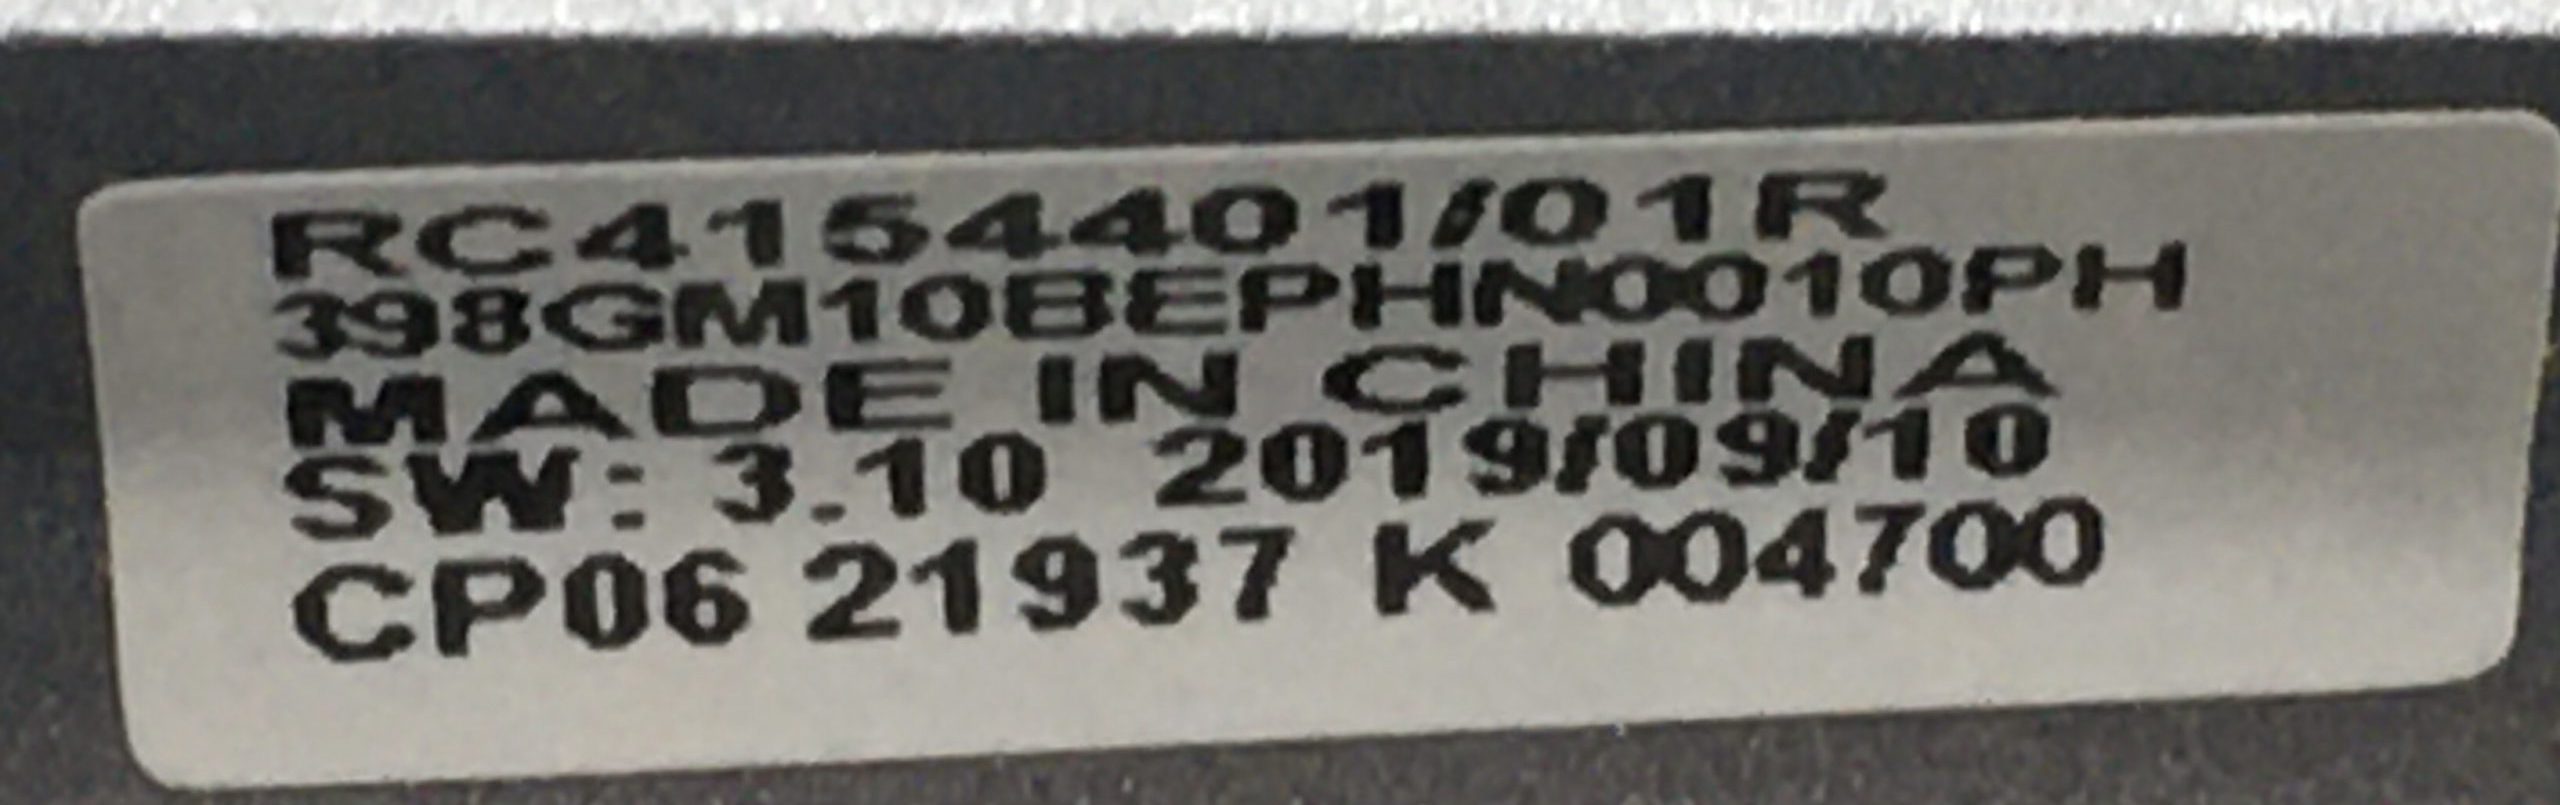 RC4154401/01R
398GM10BEPHN0010PH
MADE IN CHINA
SW: 3.10 2019/09/10
CP06 21937 K 004700